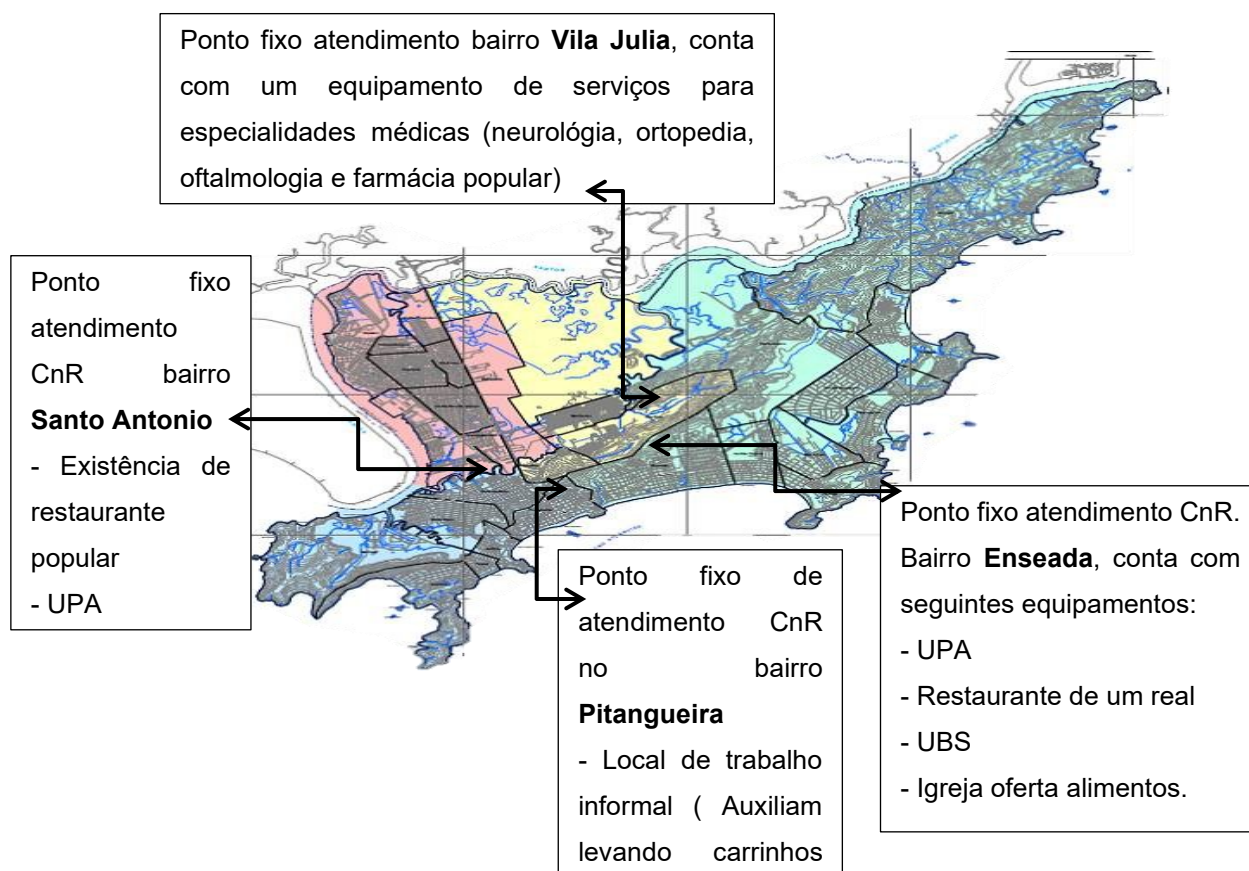 Ponto fixo atendimento bairro Vila Julia, conta
com um equipamento de serviços para
especialidades médicas (neurológia, ortopedia,
oftalmologia e farmácia popular)
Ponto fixo
atendimento
CnR bairro
Santo Antonio
- Existência de
restaurante
popular
- UPA
Ponto fixo de
atendimento CnR
no bairro
Pitangueira
- Local de trabalho
informal ( Auxiliam
levando carrinhos
Ponto fixo atendimento CnR.
Bairro Enseada, conta com
seguintes equipamentos:
- UPA
- Restaurante de um real
- UBS
- Igreja oferta alimentos.